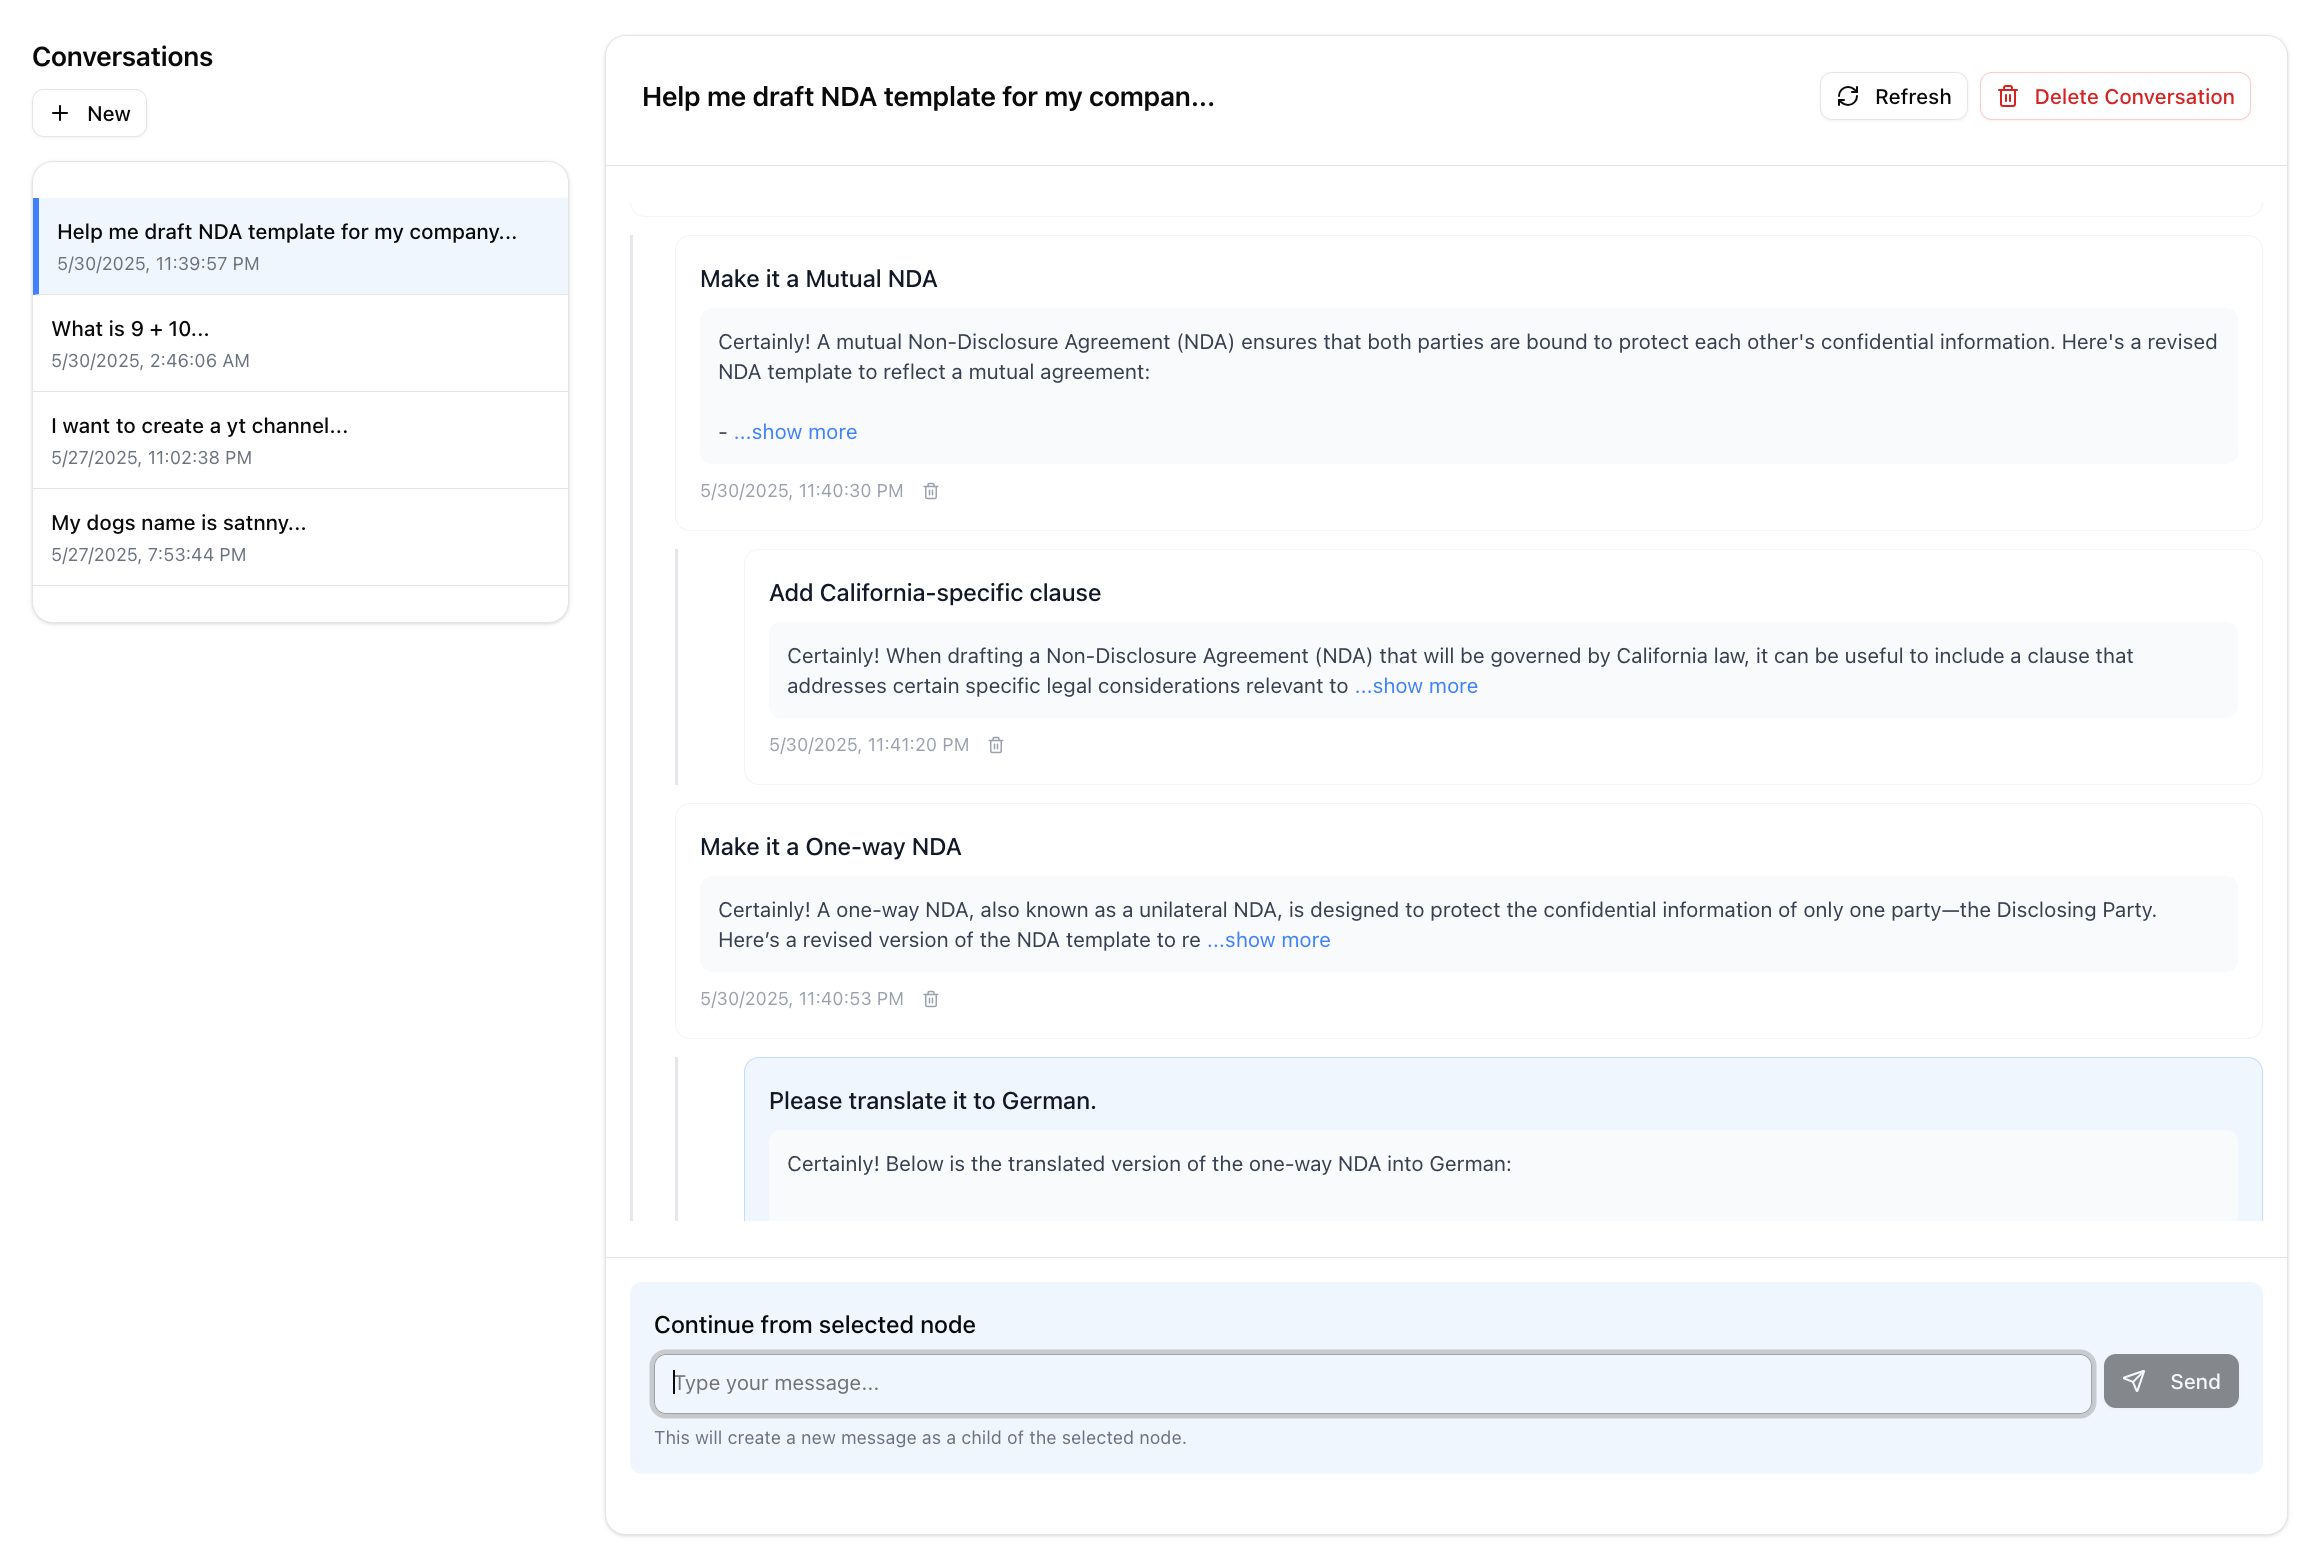 Conversations
+ New
Help me draft NDA template for my company...
5/30/2025, 11:39:57 PM
What is 9 + 10...
5/30/2025, 2:46:06 AM
I want to create a yt channel...
5/27/2025, 11:02:38 PM
My dogs name is satnny...
5/27/2025, 7:53:44 PM
Help me draft NDA template for my compan...
Refresh
Delete Conversation
Make it a Mutual NDA
Certainly! A mutual Non-Disclosure Agreement (NDA) ensures that both parties are bound to protect each other's confidential information. Here's a revised
NDA template to reflect a mutual agreement:
- ...show more
5/30/2025, 11:40:30 PM
Add California-specific clause
Certainly! When drafting a Non-Disclosure Agreement (NDA) that will be governed by California law, it can be useful to include a clause that
addresses certain specific legal considerations relevant to ...show more
5/30/2025, 11:41:20 PM
Make it a One-way NDA
Certainly! A one-way NDA, also known as a unilateral NDA, is designed to protect the confidential information of only one party—the Disclosing Party.
Here’s a revised version of the NDA template to re ...show more
5/30/2025, 11:40:53 PM
Please translate it to German.
Certainly! Below is the translated version of the one-way NDA into German:
Continue from selected node
Type your message...
Send
This will create a new message as a child of the selected node.